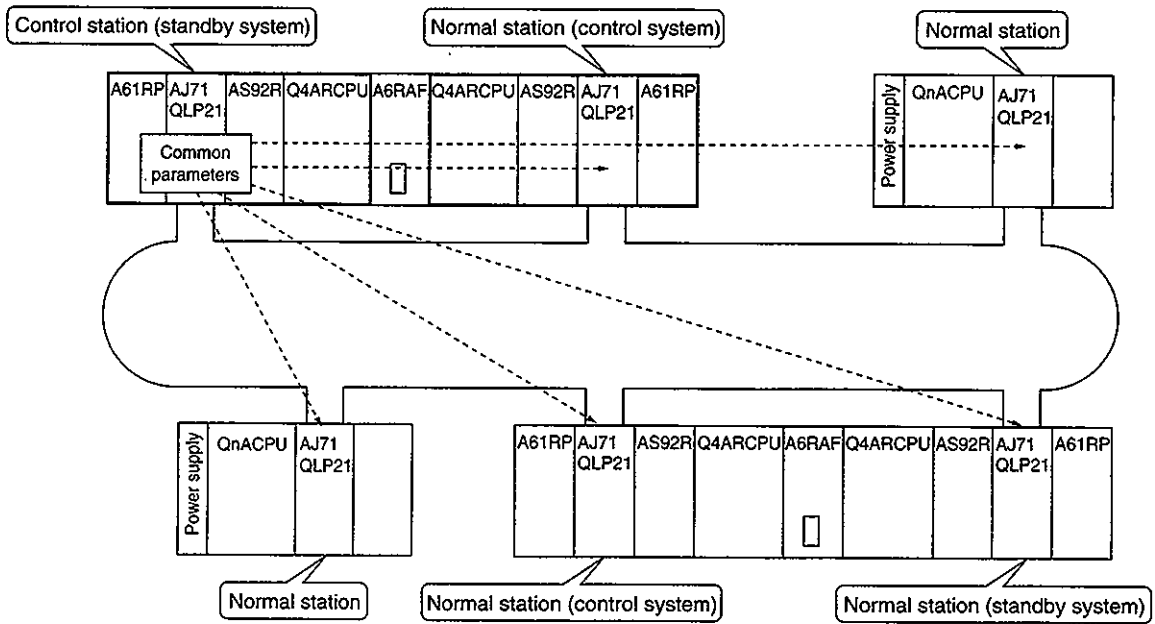 Control station (standby system)
Normal station (control system)
Normal station
A61RP
AJ71
QLP21
AS92R
Q4ARCPU
A6RAF
Q4ARCPU
AS92R
AJ71
QLP21
A61RP
Common
parameters
Power supply
QnACPU
AJ71
QLP21
Power supply
QnACPU
AJ71
QLP21
A61RP
AJ71
QLP21
AS92R
Q4ARCPU
A6RAF
Q4ARCPU
AS92R
AJ71
QLP21
A61RP
Normal station
Normal station (control system)
Normal station (standby system)